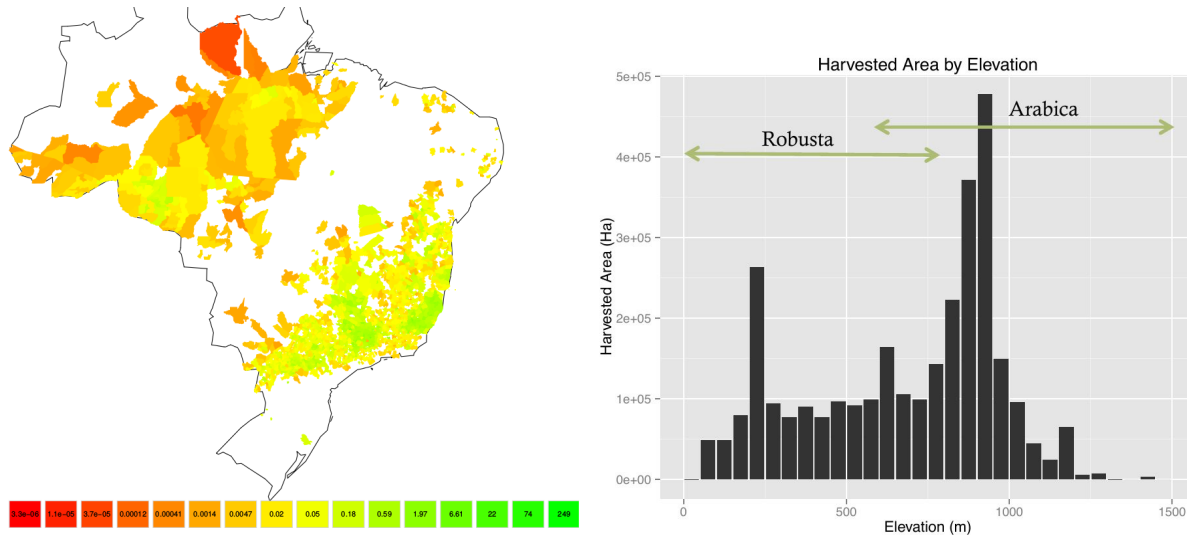 9.3e-08 1.1e-05 3.7e-05 0.00012 0.00041 0.0014 0.0047 0.02 0.05 0.18 0.59 1.97 6.61 22 74 249
Harvested Area by Elevation
5e+05
Arabica
Robusta
4e+05
3e+05
Harvested Area (Ha)
2e+05
1e+05
0e+00
0 500 1000 1500
Elevation (m)